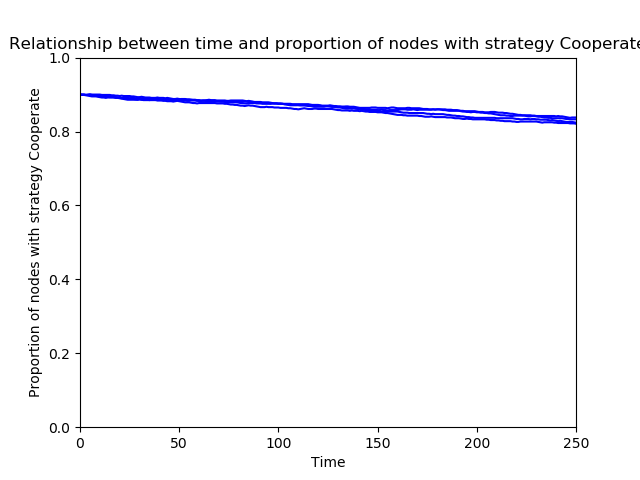 Relationship between time and proportion of nodes with strategy Cooperate
1.0
0.8
0.6
0.4
0.2
0.0
Proportion of nodes with strategy Cooperate
0 50 100 150 200 250
Time